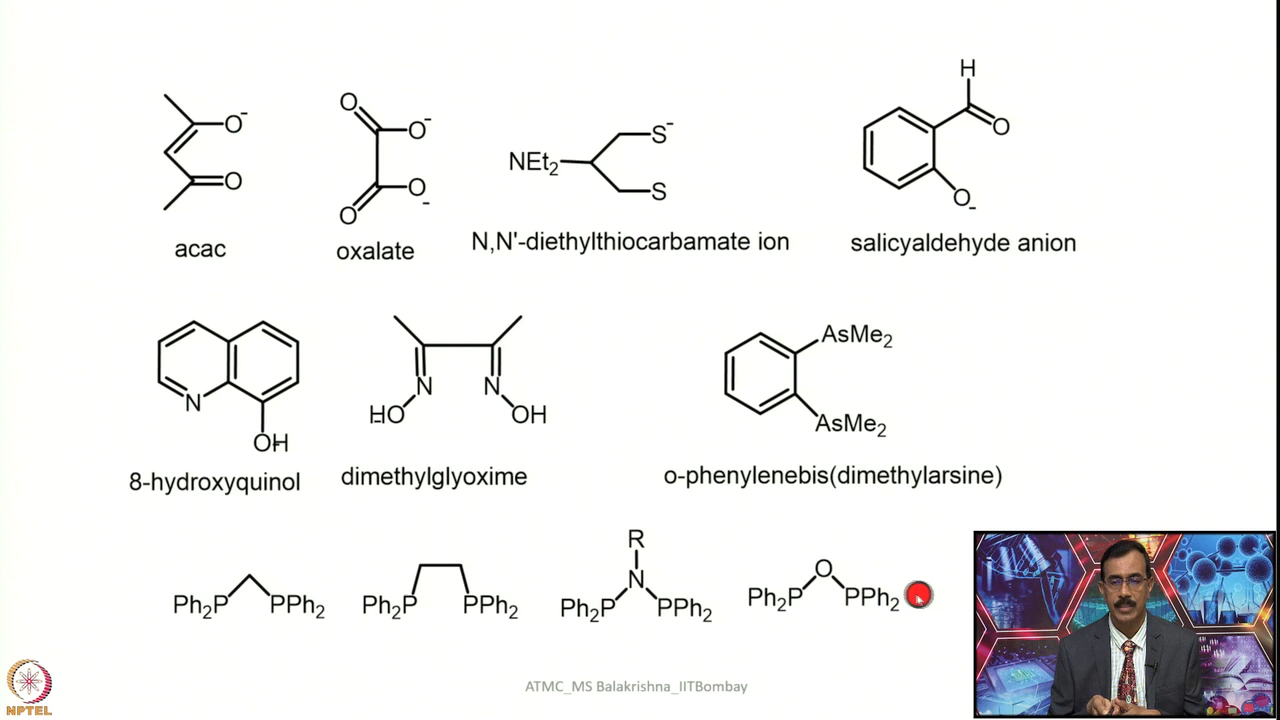 H
O-
O
O
O-
O
O-
NEt2
S-
S
O
O-
acac
oxalate
N,N'-diethylthiocarbamate ion
salicyaldehyde anion
N
OH
N
N
HO
OH
AsMe2
AsMe2
8-hydroxyquinol
dimethylglyoxime
o-phenylenebis(dimethylarsine)
Ph2P
PPh2
Ph2P
PPh2
R
N
Ph2P
PPh2
O
Ph2P
PPh2
ATMC_MS Balakrishna_IITBombay
NPTEL